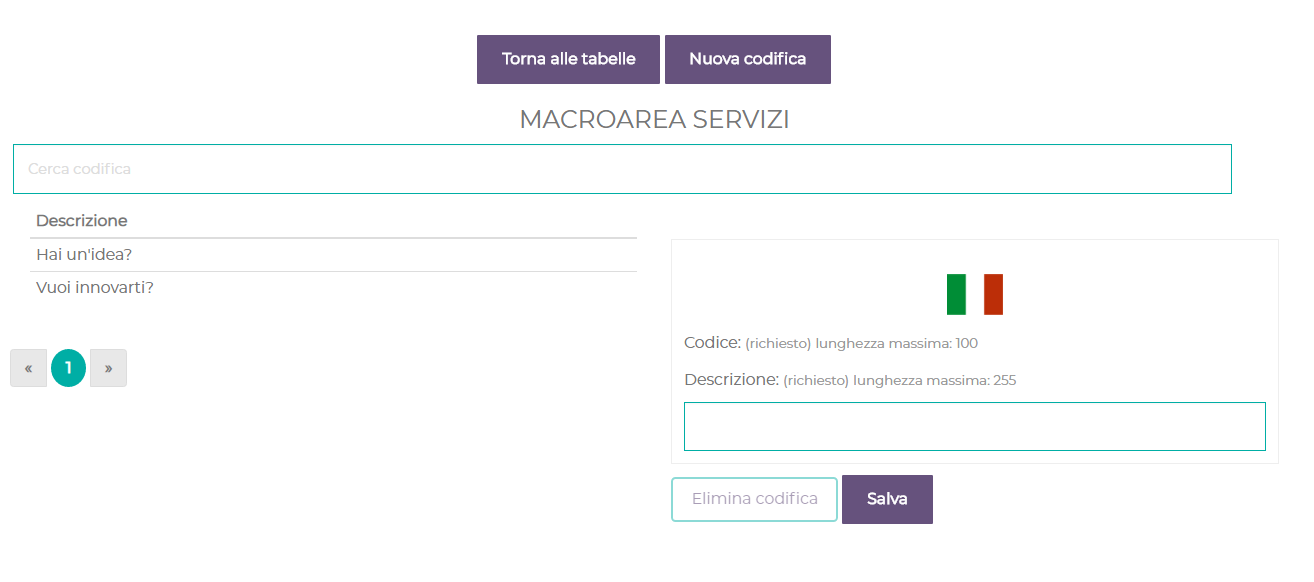 Torna alle tabelle Nuova codifica
MACROAREA SERVIZI
Cerca codifica
Descrizione
Hai un'idea?
Vuoi innovarti?
« 1 »
Codice: (richiesto) lunghezza massima: 100
Descrizione: (richiesto) lunghezza massima: 255
Elimina codifica Salva